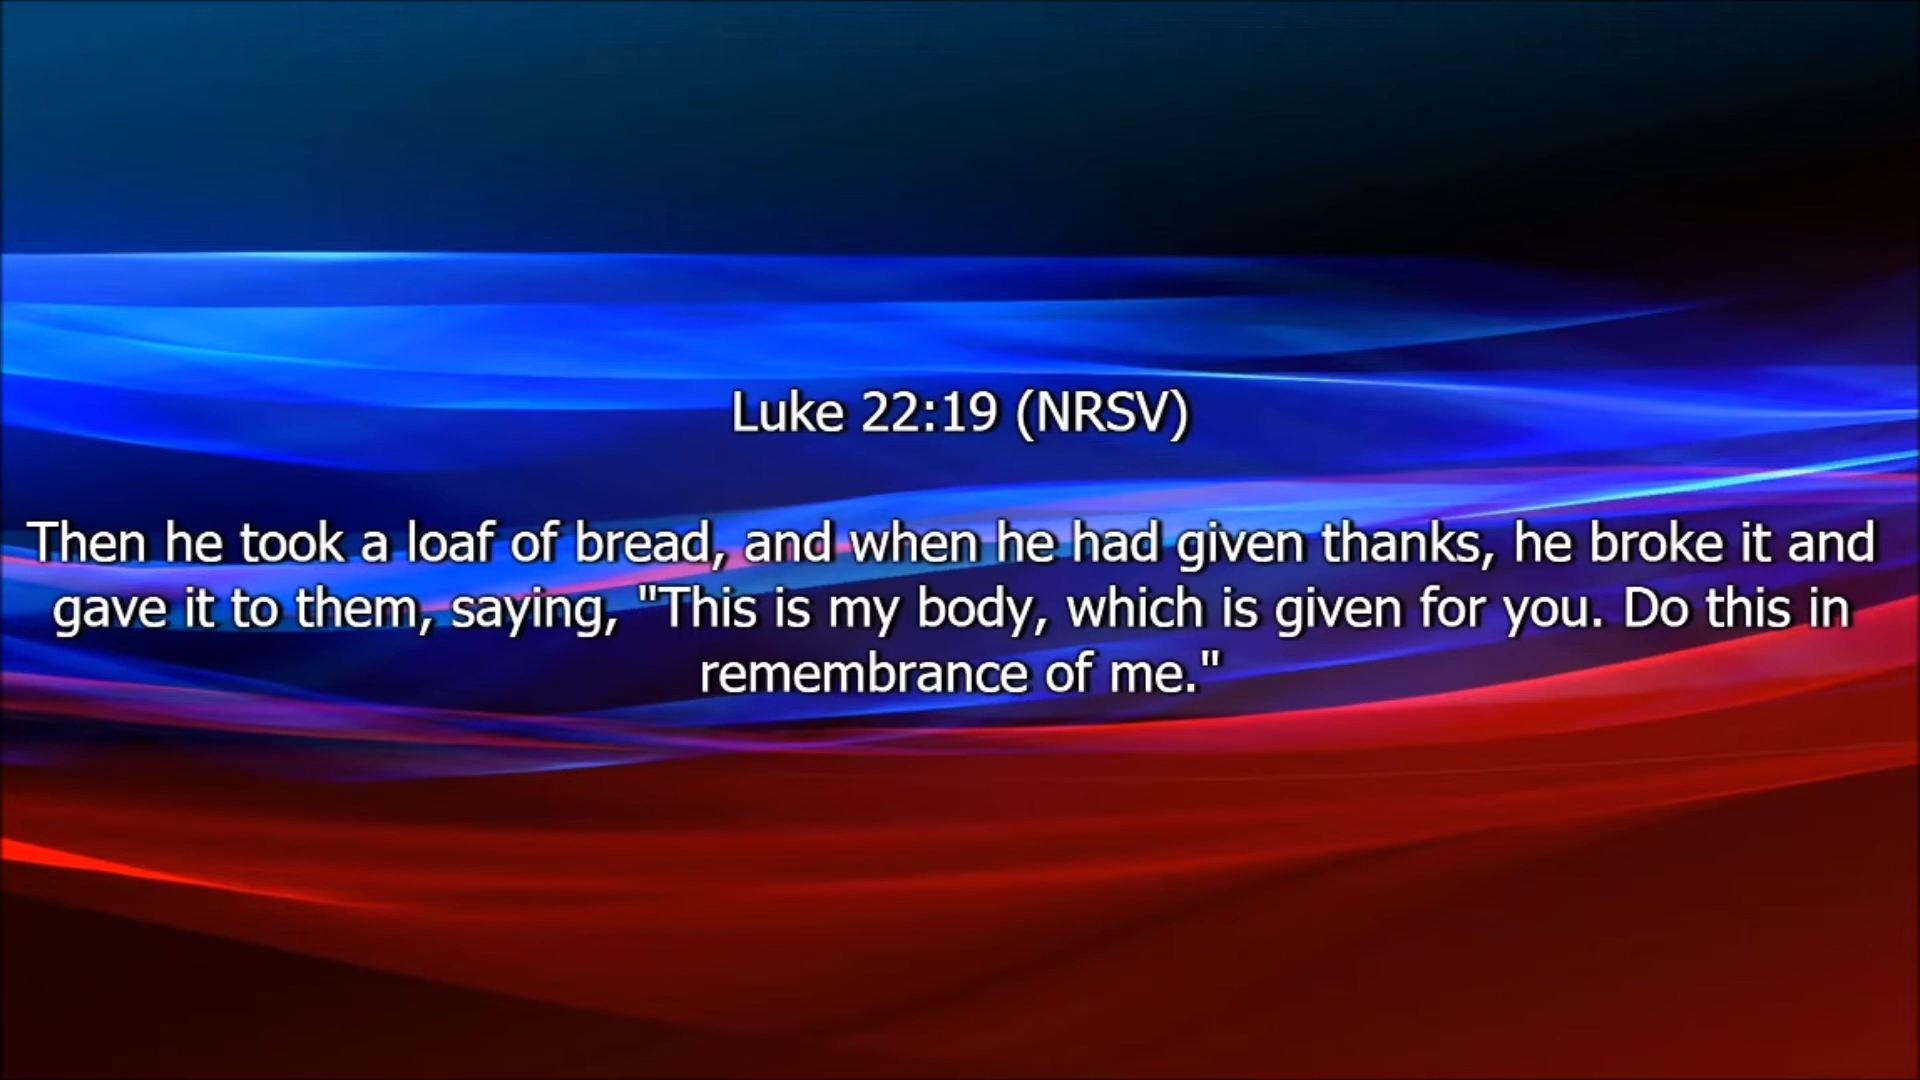 Luke 22:19 (NRSV)
Then he took a loaf of bread, and when he had given thanks, he broke it and
gave it to them, saying, "This is my body, which is given for you. Do this in
remembrance of me."